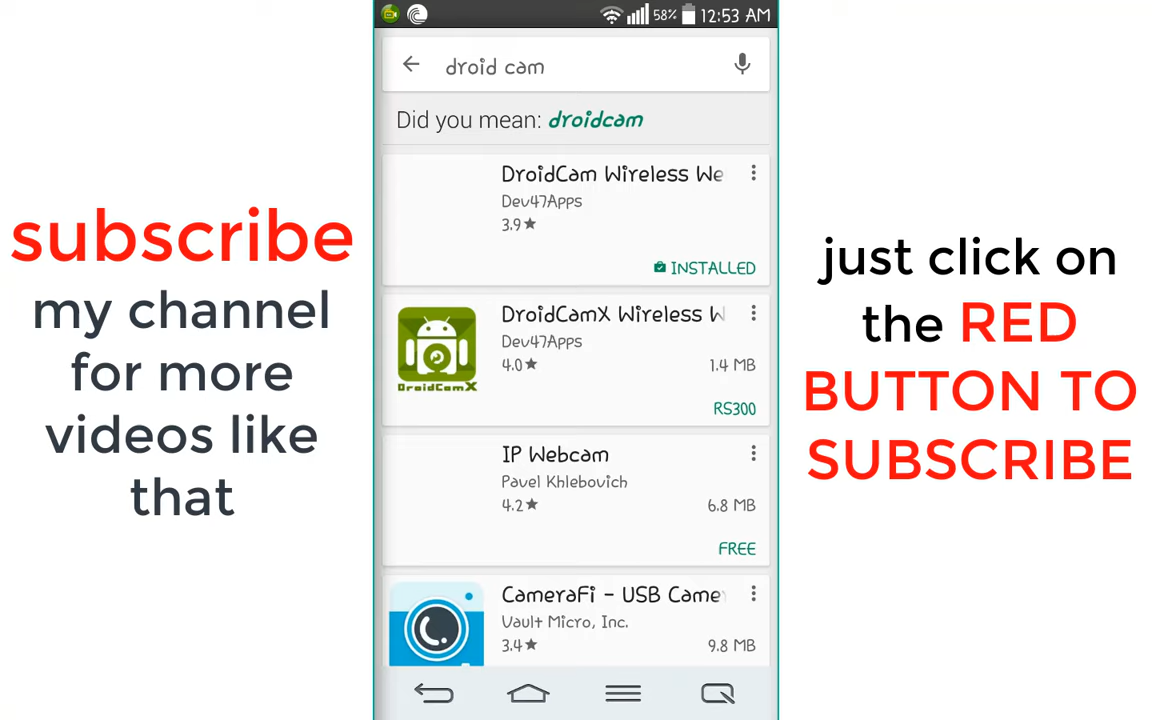 58% 12:53 AM
droid cam
Did you mean: droidcam
DroidCam Wireless We
Dev47Apps
3.9★
INSTALLED
DroidCamX Wireless W
Dev47Apps
4.0★ 1.4 MB
RS300
DroidCamX
IP Webcam
Pavel Khlebovich
4.2★ 6.8 MB
FREE
CameraFi - USB Came
Vault Micro, Inc.
3.4★ 9.8 MB
subscribe
my channel
for more
videos like
that
just click on
the RED
BUTTON TO
SUBSCRIBE